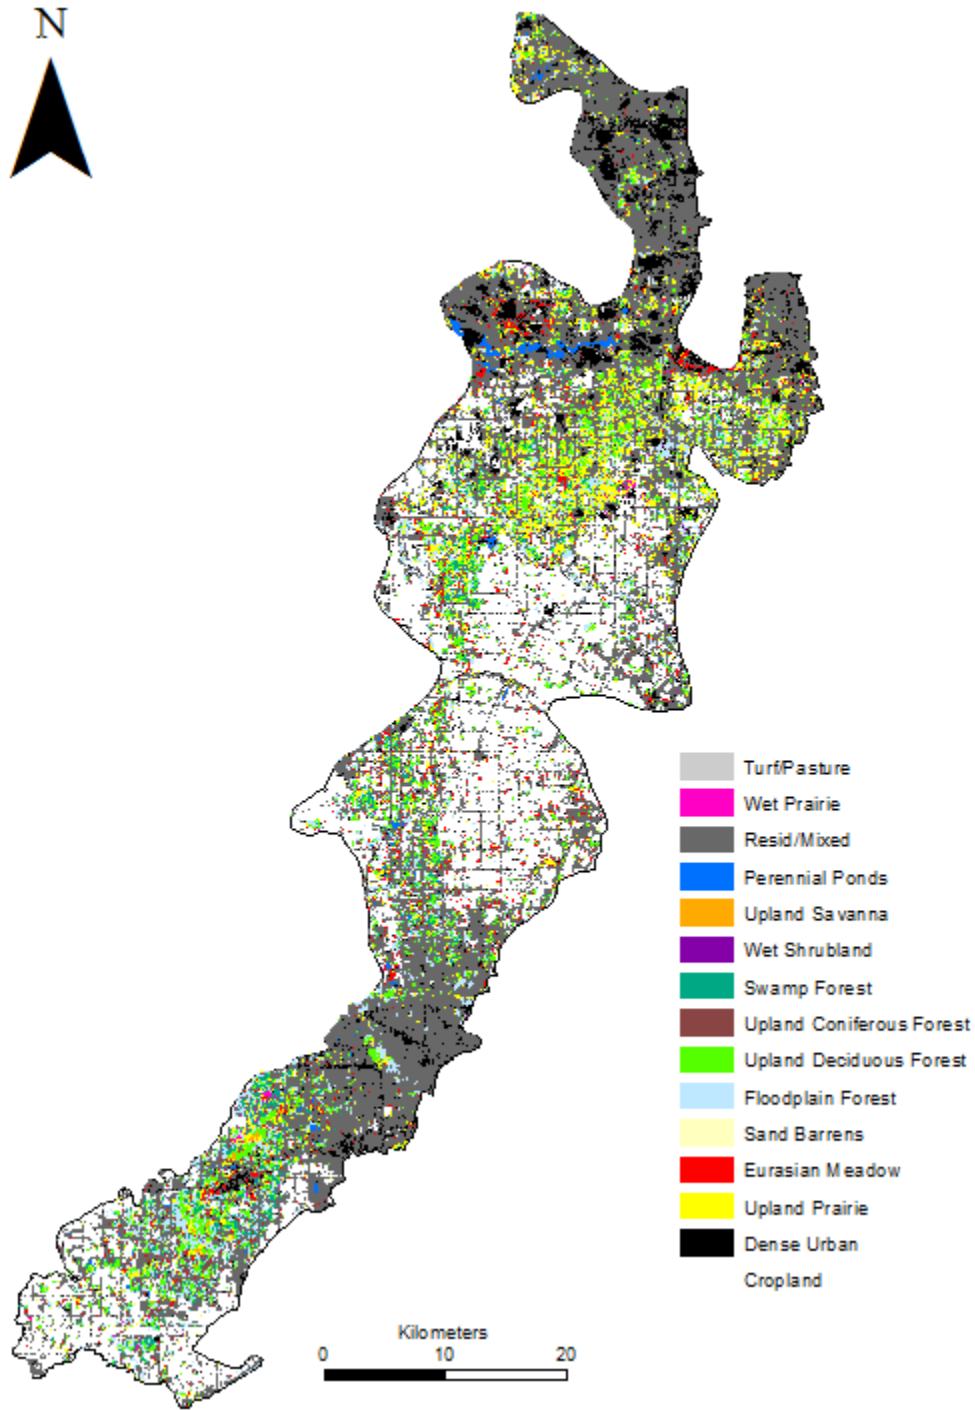 N
Turf/Pasture
Wet Prairie
Resid/Mixed
Perennial Ponds
Upland Savanna
Wet Shrubland
Swamp Forest
Upland Coniferous Forest
Upland Deciduous Forest
Floodplain Forest
Sand Barrens
Eurasian Meadow
Upland Prairie
Dense Urban
Cropland
Kilometers
0 10 20